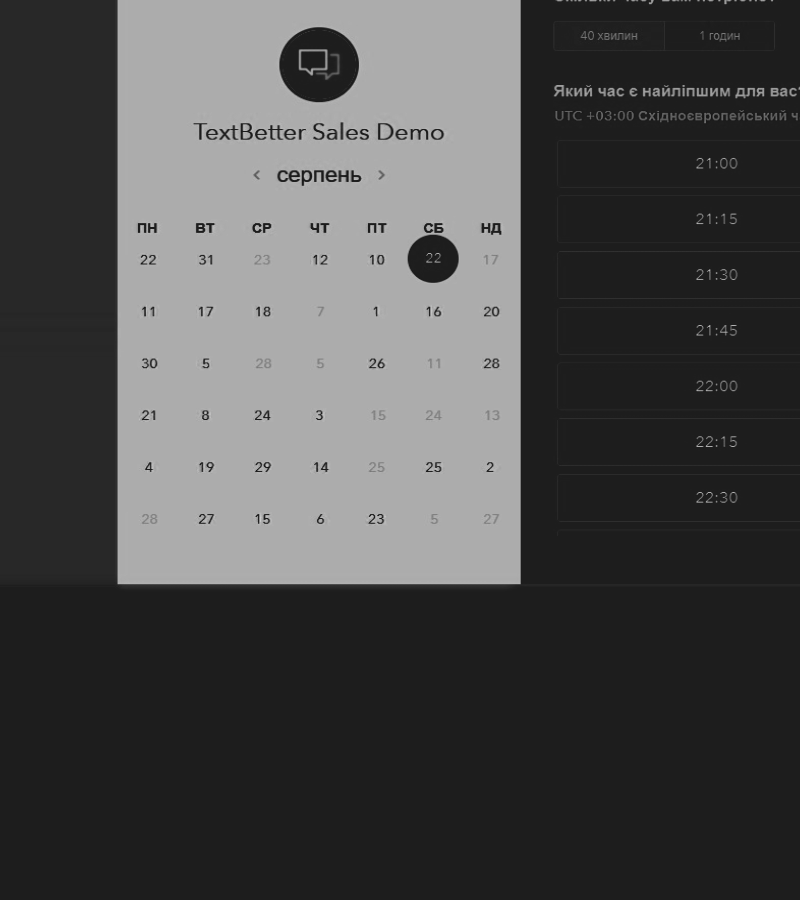 TextBetter Sales Demo
‹ серпень ›
ПН ВТ СР ЧТ ПТ СБ НД
22 31 23 12 10 22 17
11 17 18 7 1 16 20
30 5 28 5 26 11 28
21 8 24 3 15 24 13
4 19 29 14 25 25 2
28 27 15 6 23 5 27
40 хвилин 1 годин
Який час є найліпшим для вас
UTC +03:00 Східноєвропейський
21:00
21:15
21:30
21:45
22:00
22:15
22:30